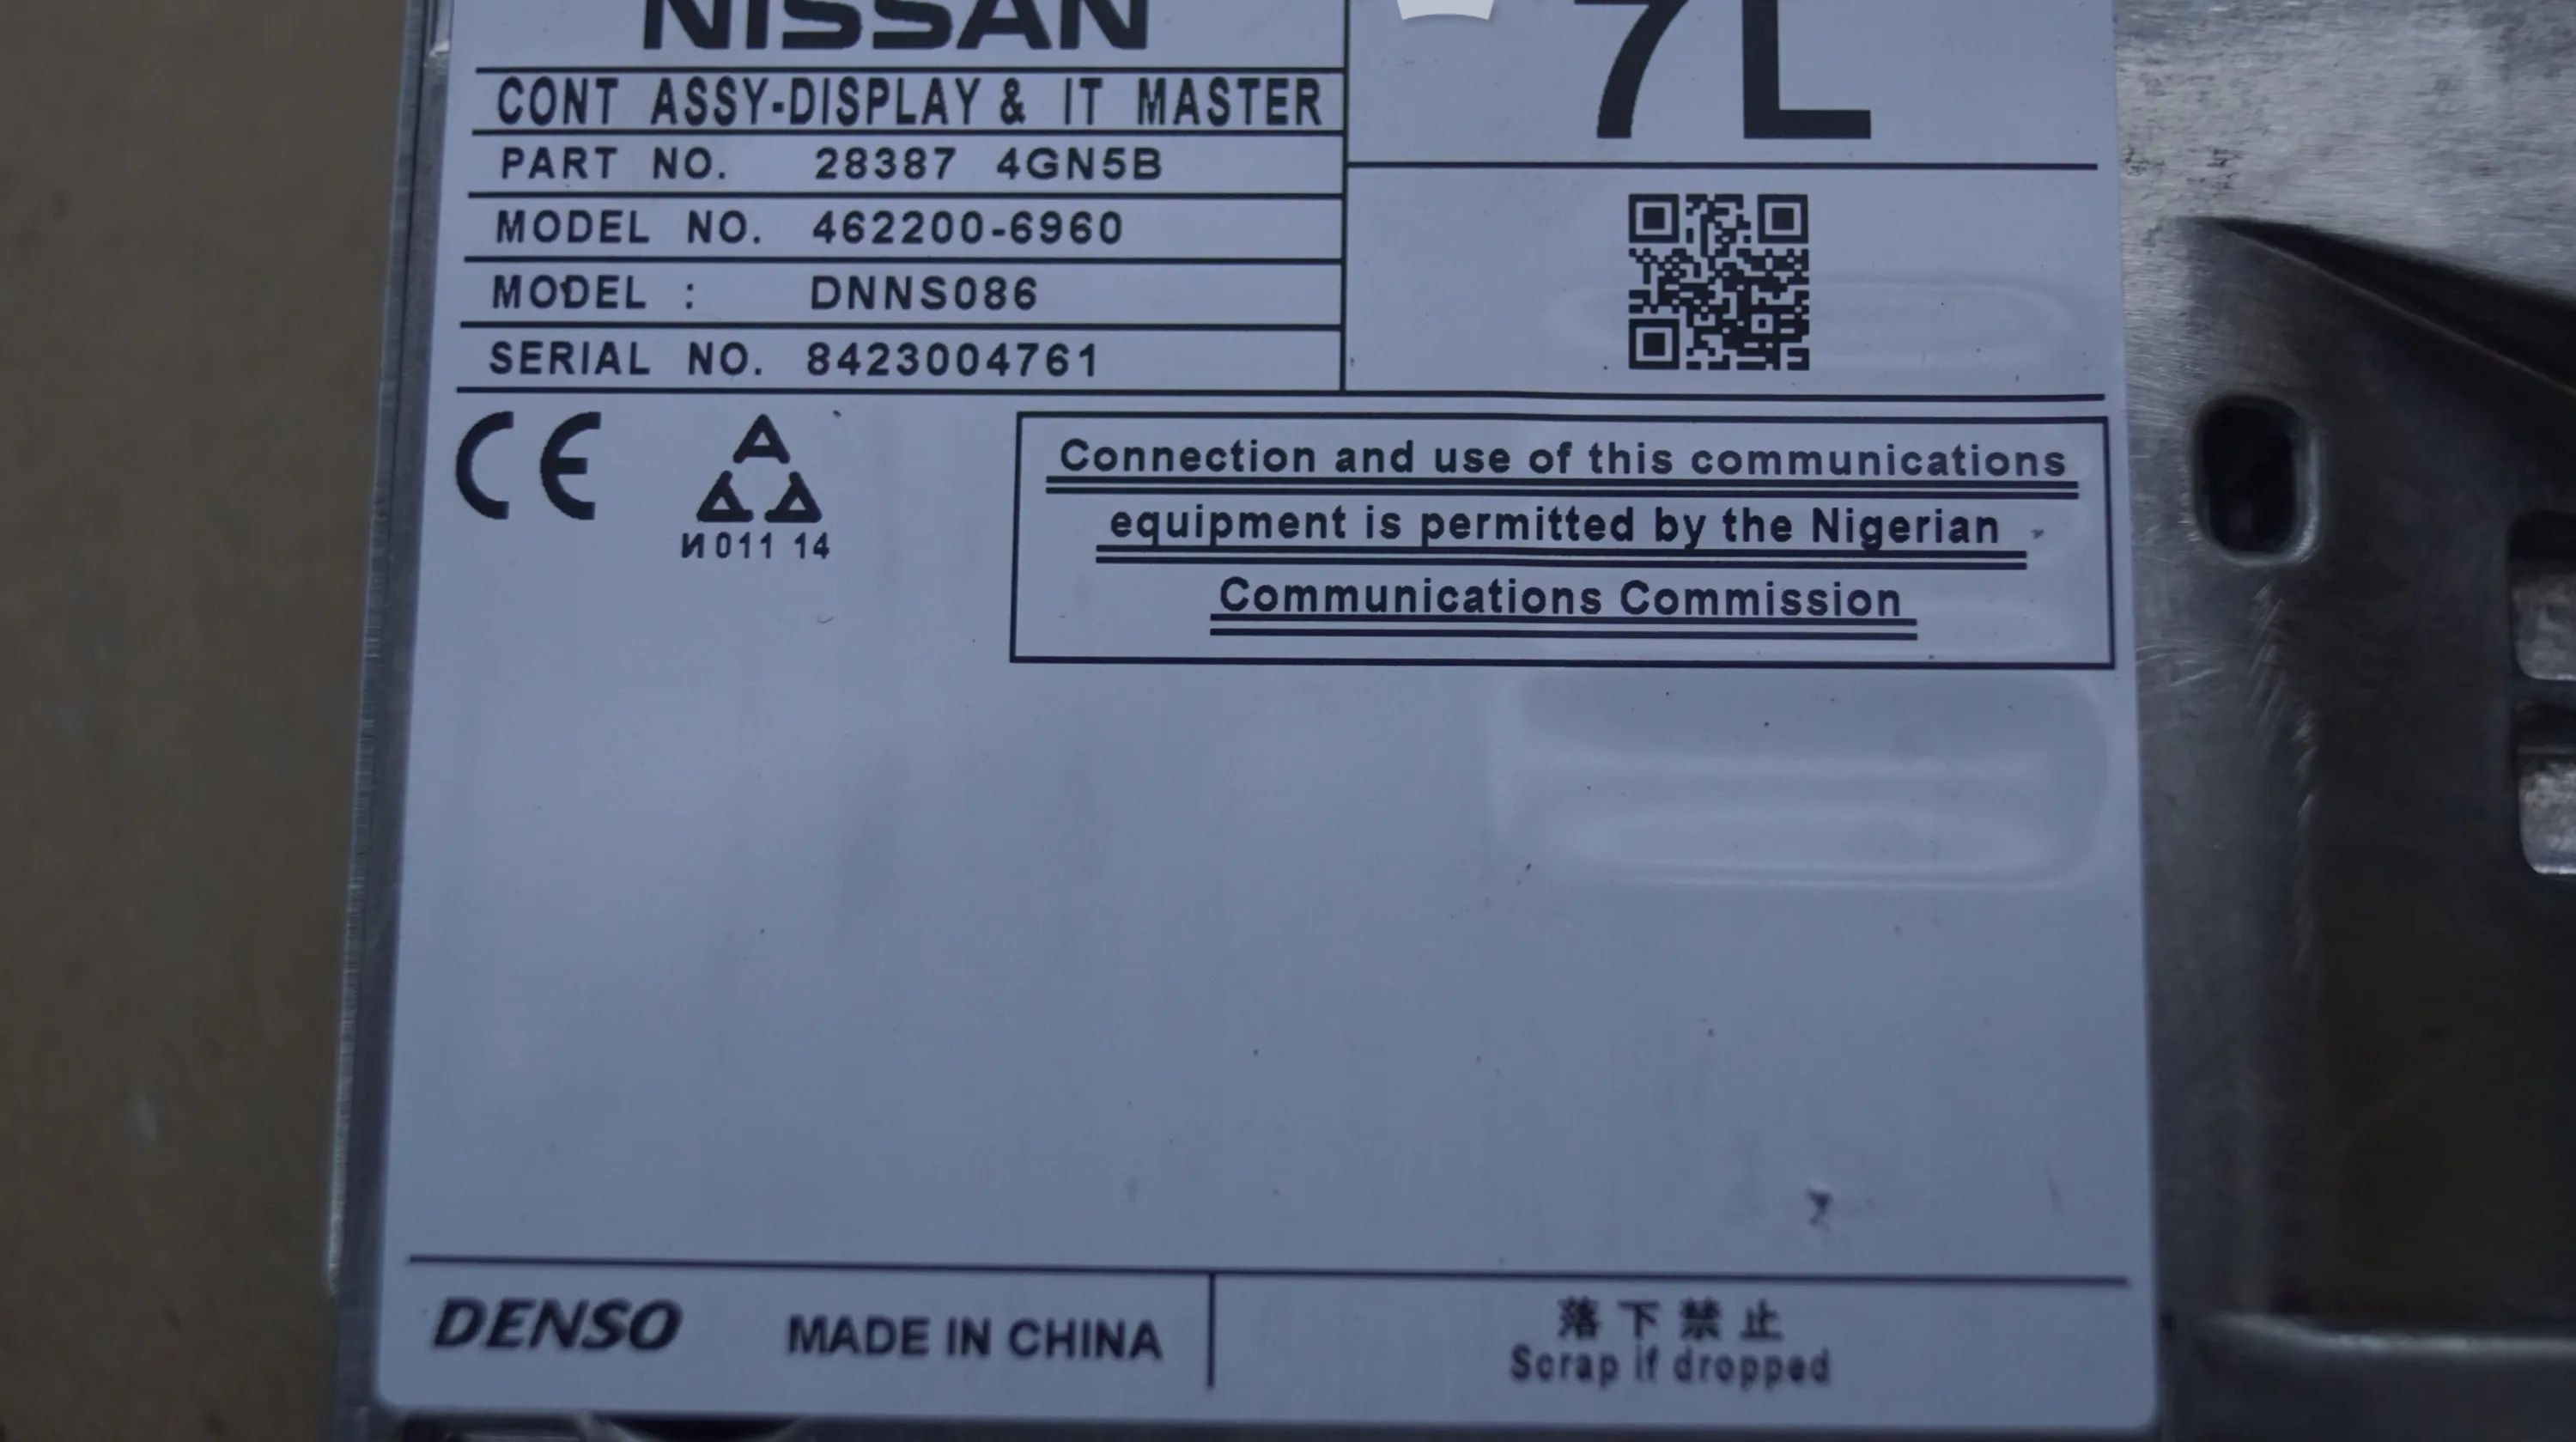 NISSAN
7L
CONT ASSY-DISPLAY & IT MASTER
PART NO. 28387 4GN5B
MODEL NO. 462200-6960
MODEL : DNNS086
SERIAL NO. 8423004761
CE
И011 14
Connection and use of this communications
equipment is permitted by the Nigerian
Communications Commission
DENSO
MADE IN CHINA
落下禁止
Scrap if dropped